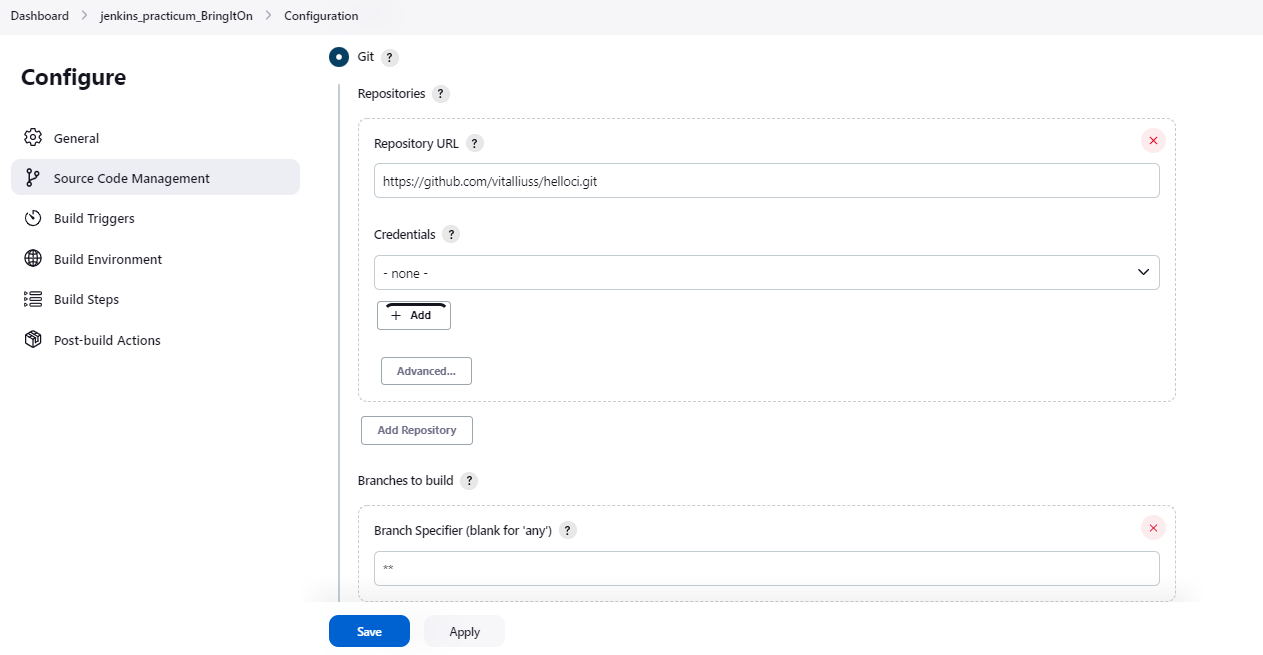 Dashboard > jenkins_practicum_BringItOn > Configuration
Configure
General
Source Code Management
Build Triggers
Build Environment
Build Steps
Post-build Actions
Git ?
Repositories ?
Repository URL ?
https://github.com/vitalliuss/helloci.git
Credentials ?
- none -
+ Add
Advanced...
Add Repository
Branches to build ?
Branch Specifier (blank for 'any') ?
**
Save Apply